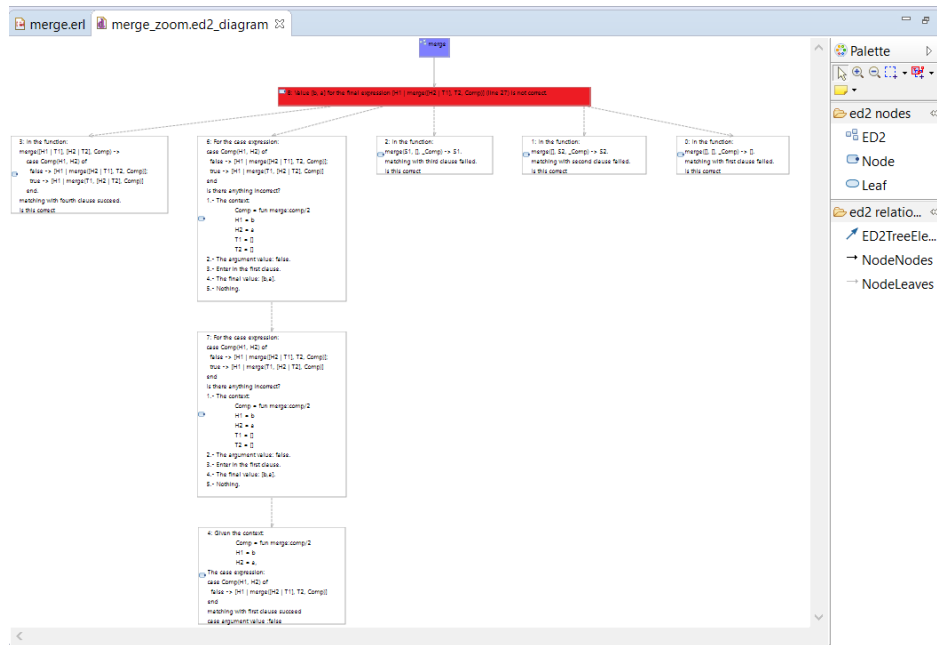 merge.erl
merge_zoom.ed2_diagram
merge
8: Value [b, a] for the final expression [H1 | merge([H2 | T1], T2, Comp)] (line 27) is not correct.
3: In the function:
merge([H1 | T1], [H2 | T2], Comp) ->
case Comp(H1, H2) of
false -> [H1 | merge([H2 | T1], T2, Comp)];
true -> [H1 | merge(T1, [H2 | T2], Comp)]
end.
matching with fourth clause succeed.
Is this correct
6: For the case expression:
case Comp(H1, H2) of
false -> [H1 | merge([H2 | T1], T2, Comp)];
true -> [H1 | merge(T1, [H2 | T2], Comp)]
end
Is there anything incorrect?
1.- The context:
Comp = fun merge:comp/2
H1 = b
H2 = a
T1 = []
T2 = []
2.- The argument value: false.
3.- Enter in the first clause.
4.- The final value: [b,a].
5.- Nothing.
2: In the function:
merge(S1, [], _Comp) -> S1.
matching with third clause failed.
Is this correct
1: In the function:
merge([], S2, _Comp) -> S2.
matching with second clause failed.
Is this correct
0: In the function:
merge([], [], _Comp) -> [].
matching with first clause failed.
Is this correct
7: For the case expression:
case Comp(H1, H2) of
false -> [H1 | merge([H2 | T1], T2, Comp)];
true -> [H1 | merge(T1, [H2 | T2], Comp)]
end
Is there anything incorrect?
1.- The context:
Comp = fun merge:comp/2
H1 = b
H2 = a
T1 = []
T2 = []
2.- The argument value: false.
3.- Enter in the first clause.
4.- The final value: [b,a].
5.- Nothing.
4: Given the context:
Comp = fun merge:comp/2
H1 = b
H2 = a,
The case expression:
case Comp(H1, H2) of
false -> [H1 | merge([H2 | T1], T2, Comp)]
end
matching with first clause succeed
case argument value :false
Palette
ed2 nodes
ED2
Node
Leaf
ed2 relatio...
ED2TreeEle...
NodeNodes
NodeLeaves